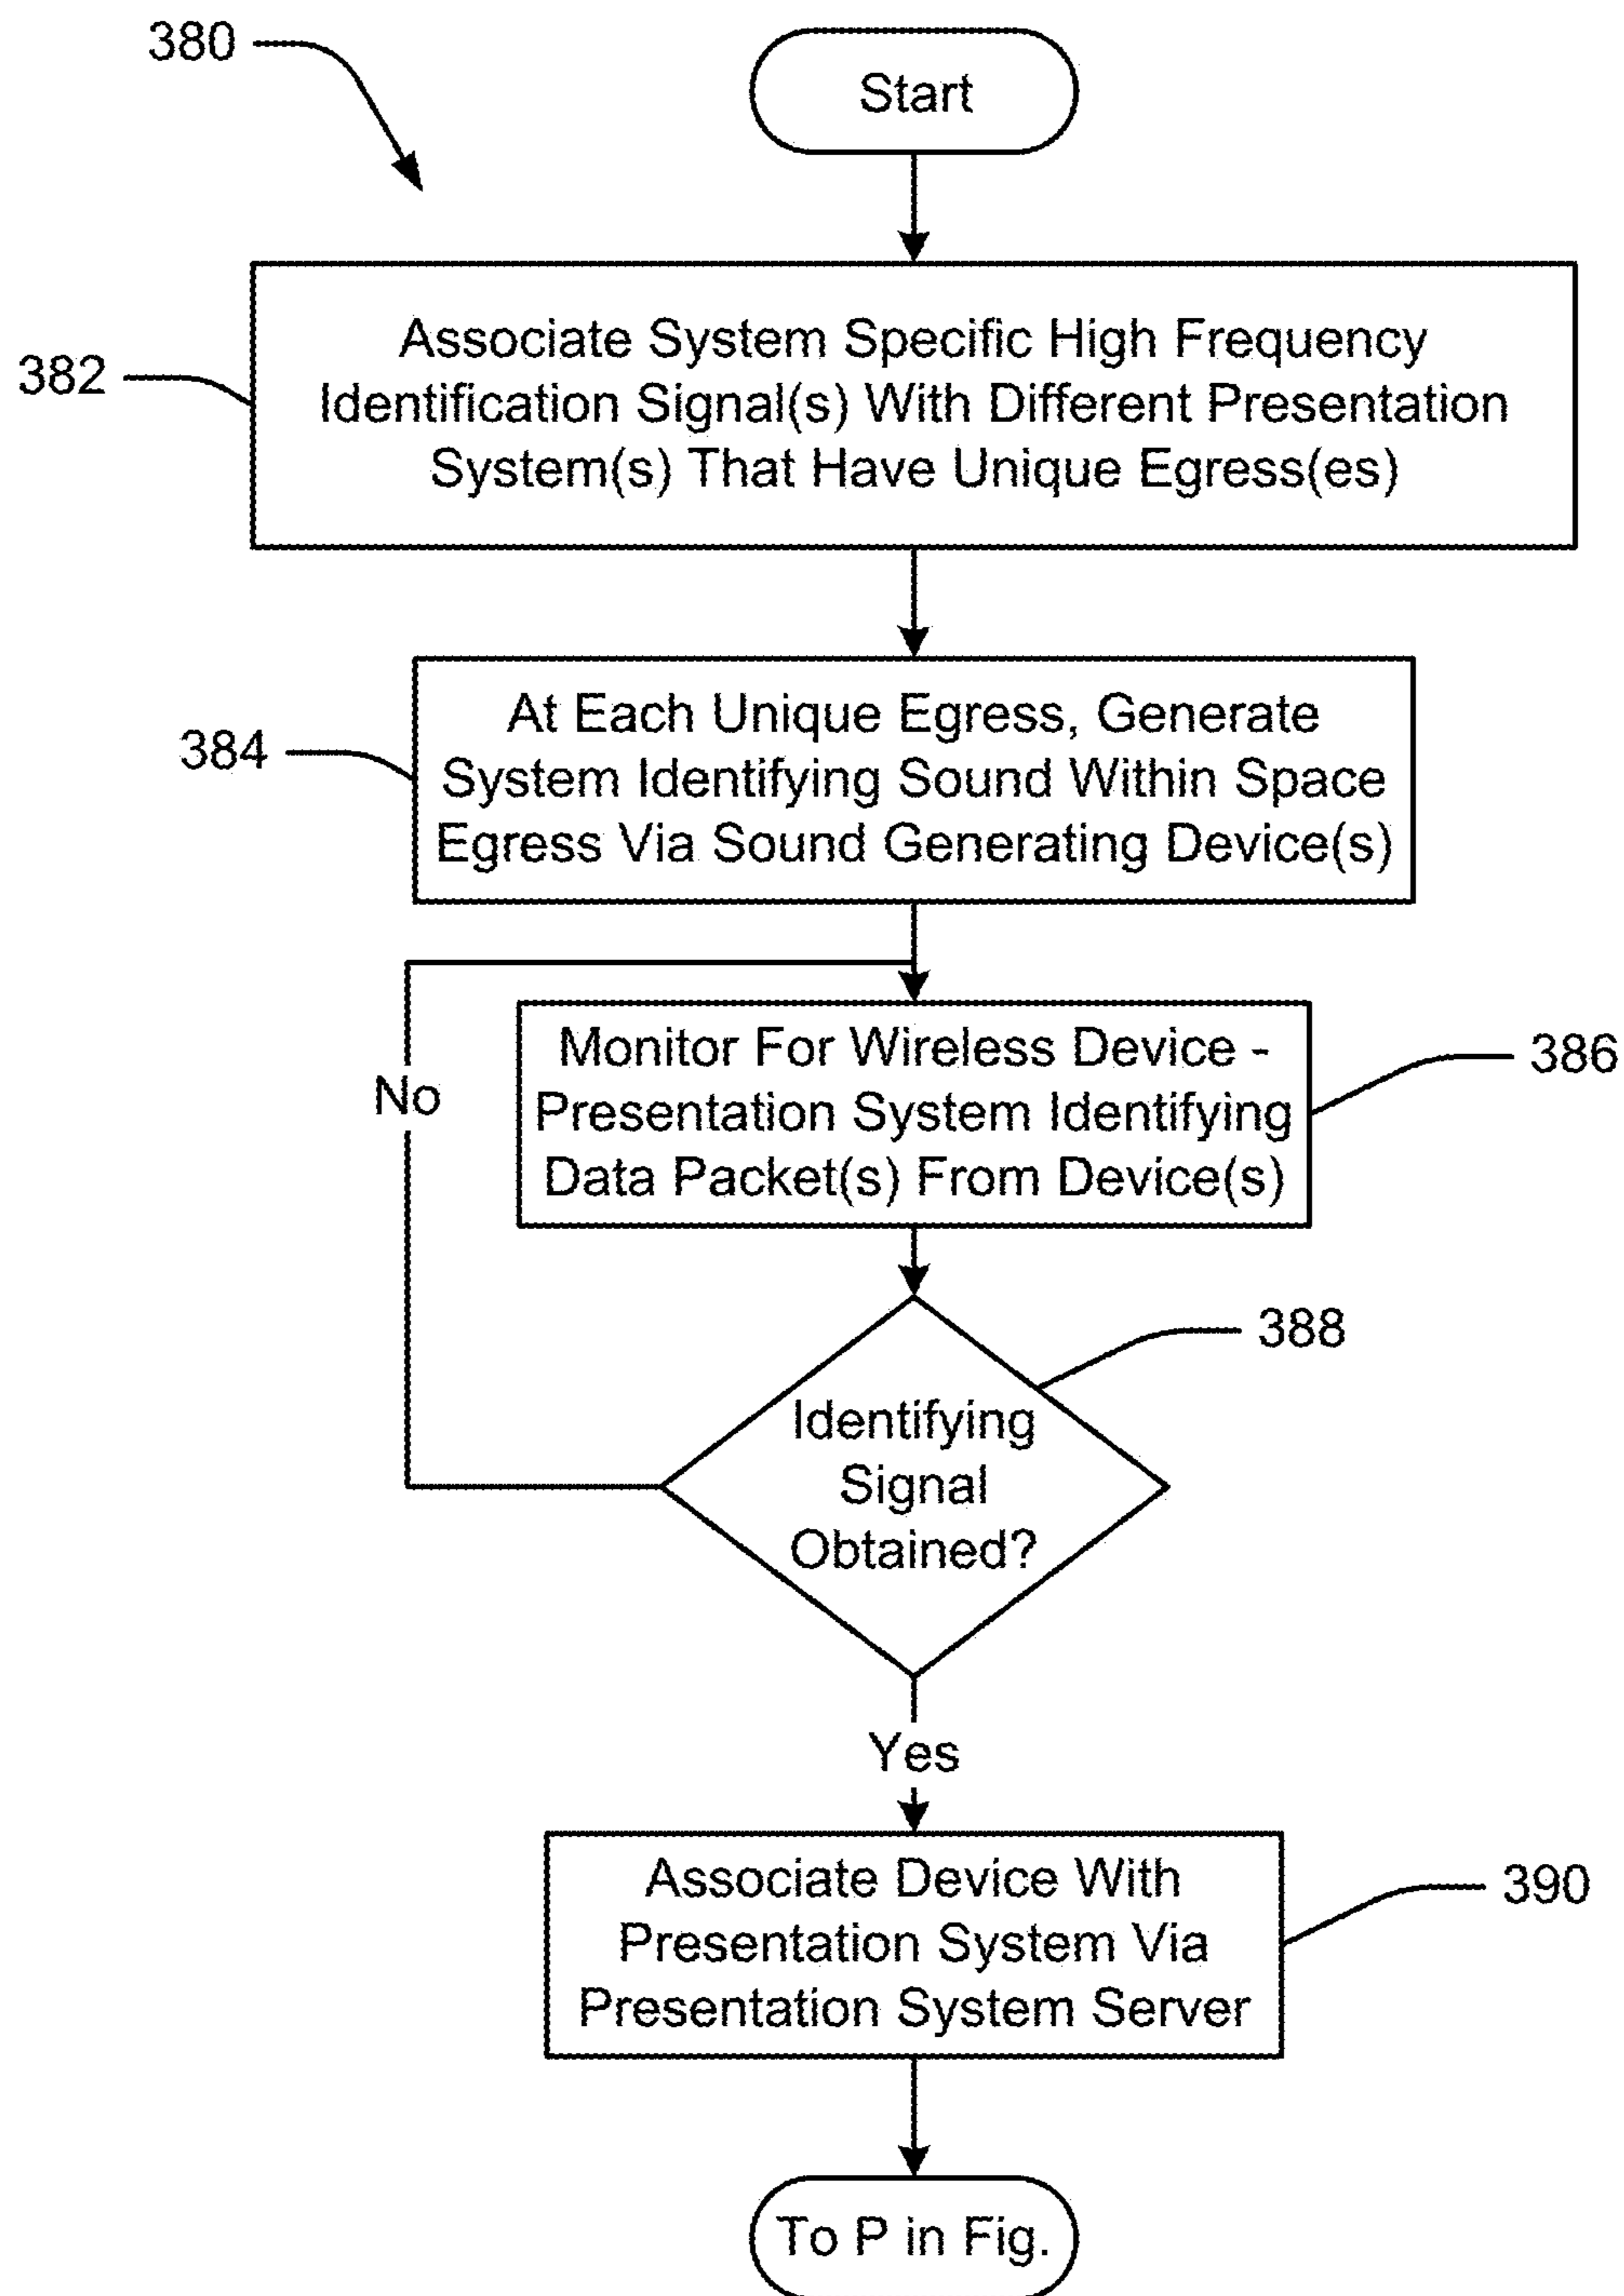 380
Start
382
Associate System Specific High Frequency
Identification Signal(s) With Different Presentation
System(s) That Have Unique Egress(es)
384
At Each Unique Egress, Generate
System Identifying Sound Within Space
Egress Via Sound Generating Device(s)
No
Monitor For Wireless Device -
Presentation System Identifying
Data Packet(s) From Device(s)
386
388
Identifying
Signal
Obtained?
Yes
Associate Device With
Presentation System Via
Presentation System Server
390
To P in Fig.